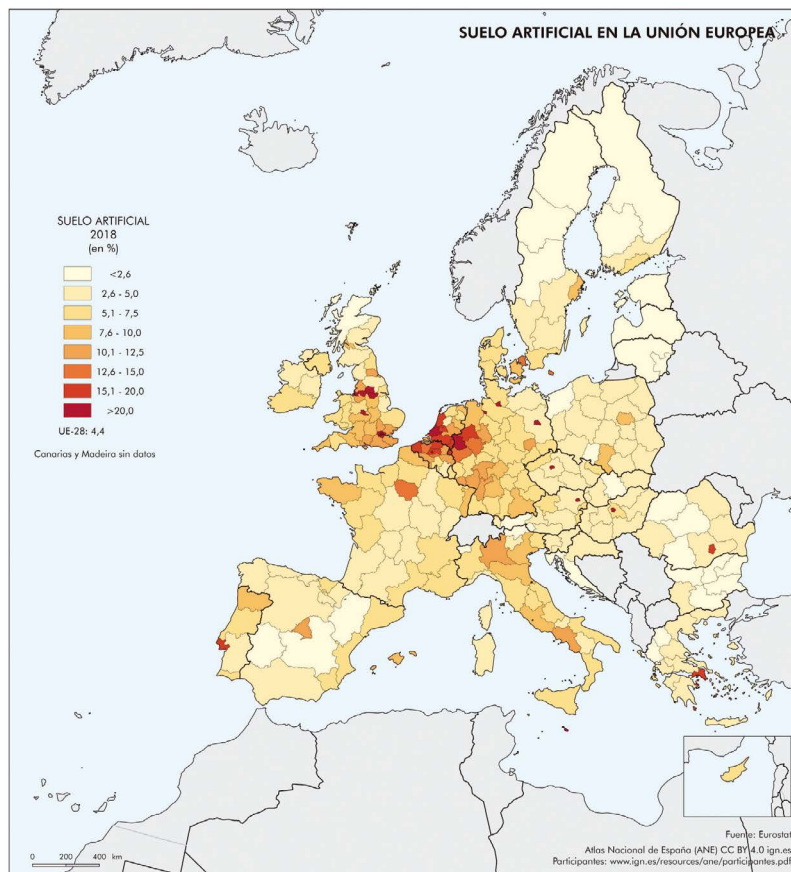 SUELO ARTIFICIAL EN LA UNIÓN EUROPEA
SUELO ARTIFICIAL
2018
(en %)
<2,6
2,6 - 5,0
5,1 - 7,5
7,6 - 10,0
10,1 - 12,5
12,6 - 15,0
15,1 - 20,0
>20,0
UE-28: 4,4
Canarias y Madeira sin datos
Fuente: Eurostat
Atlas Nacional de España (ANE) CC BY 4.0 ign.es
Participantes: www.ign.es/resources/ane/participantes.pdf
0 200 400 km